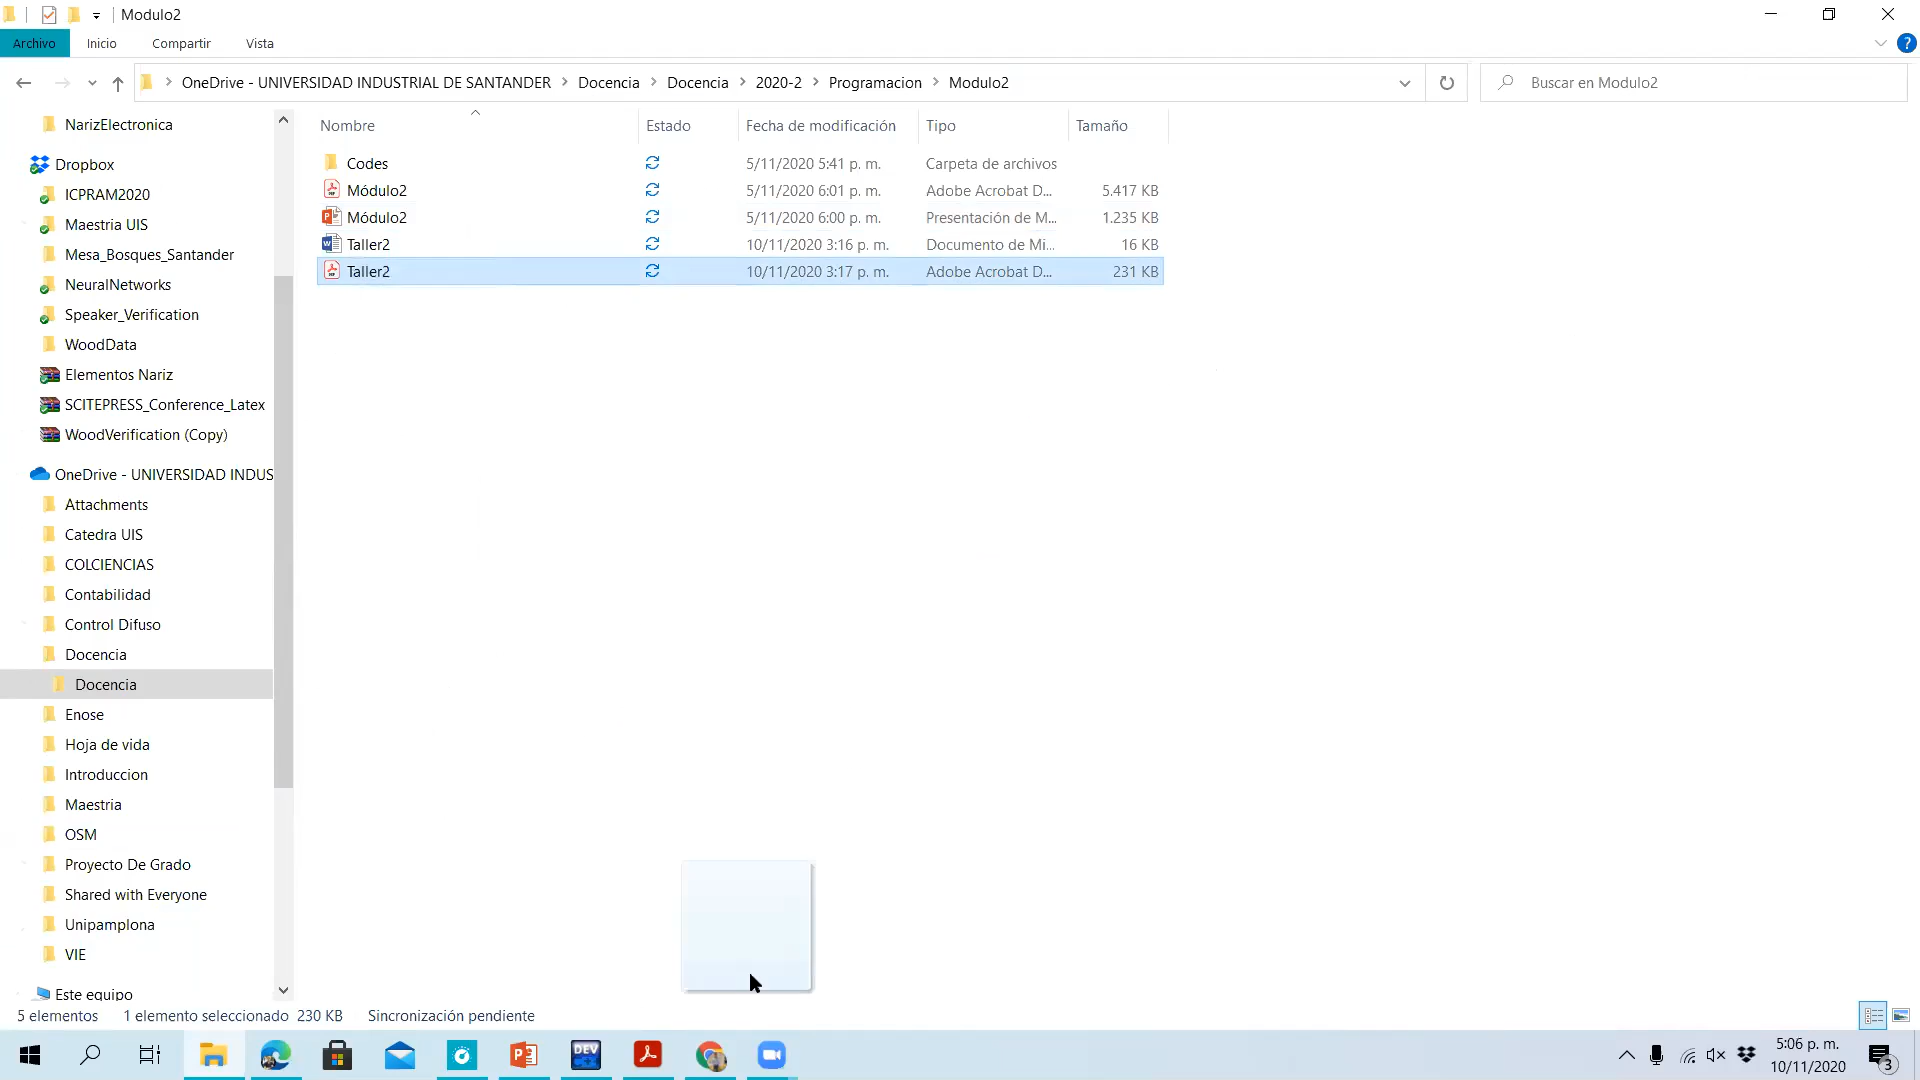 Modulo2
Archivo Inicio Compartir Vista
OneDrive - UNIVERSIDAD INDUSTRIAL DE SANTANDER Docencia Docencia 2020-2 Programacion Modulo2
Buscar en Modulo2
NarizElectronica
Dropbox
ICPRAM2020
Maestria UIS
Mesa_Bosques_Santander
NeuralNetworks
Speaker_Verification
WoodData
Elementos Nariz
SCITEPRESS_Conference_Latex
WoodVerification (Copy)
OneDrive - UNIVERSIDAD INDUS
Attachments
Catedra UIS
COLCIENCIAS
Contabilidad
Control Difuso
Docencia
Docencia
Enose
Hoja de vida
Introduccion
Maestria
OSM
Proyecto De Grado
Shared with Everyone
Unipamplona
VIE
Este equipo
Nombre Estado Fecha de modificación Tipo Tamaño
Codes 5/11/2020 5:41 p. m. Carpeta de archivos
Módulo2 5/11/2020 6:01 p. m. Adobe Acrobat D... 5.417 KB
Módulo2 5/11/2020 6:00 p. m. Presentación de M... 1.235 KB
Taller2 10/11/2020 3:16 p. m. Documento de Mi... 16 KB
Taller2 10/11/2020 3:17 p. m. Adobe Acrobat D... 231 KB
5 elementos 1 elemento seleccionado 230 KB Sincronización pendiente
DEV
5:06 p. m.
10/11/2020
3